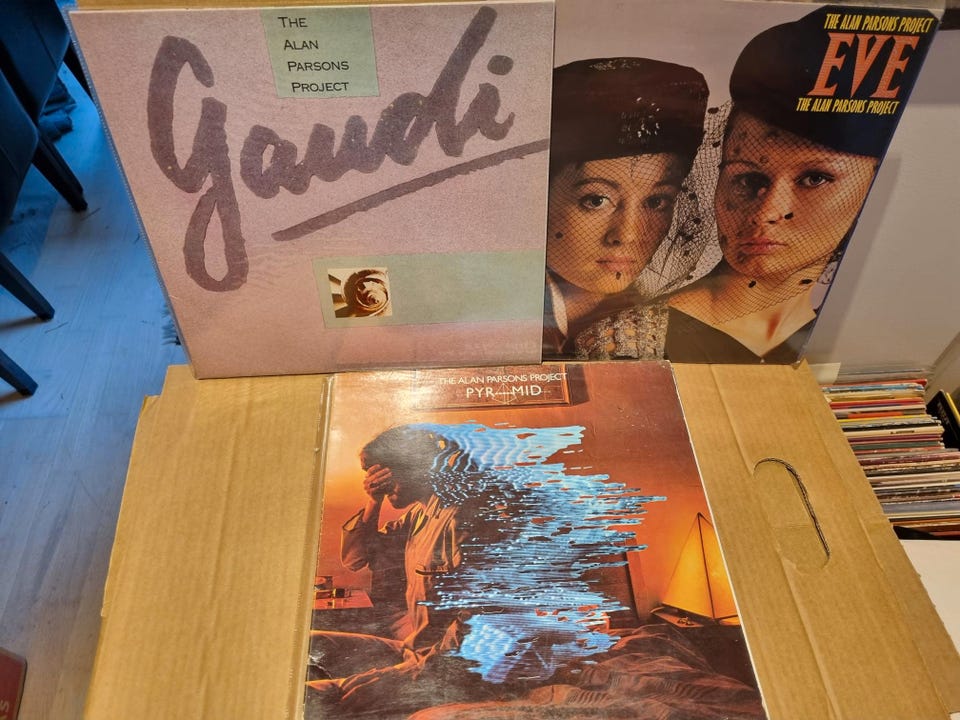 THE
ALAN
PARSONS
PROJECT
gaudi
THE ALAN PARSONS PROJECT
EVE
THE ALAN PARSONS PROJECT
THE ALAN PARSONS PROJECT
PYRAMID